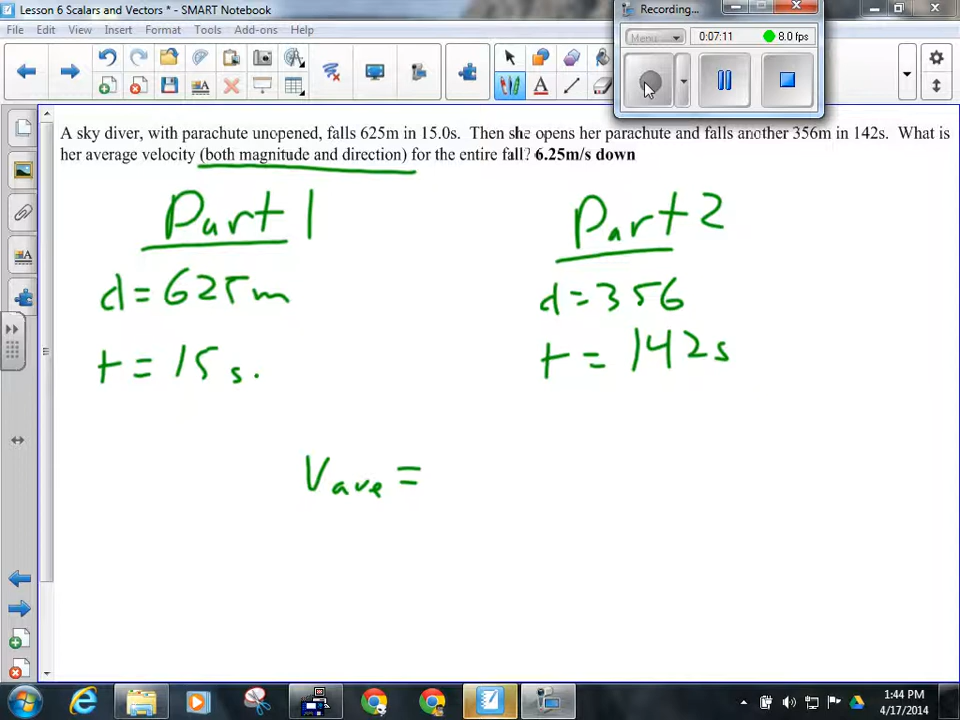 Lesson 6 Scalars and Vectors * - SMART Notebook
Recording...
File Edit View Insert Format Tools Add-ons Help
Menu 0:07:11 8.0 fps
A sky diver, with parachute unopened, falls 625m in 15.0s. Then she opens her parachute and falls another 356m in 142s. What is
her average velocity (both magnitude and direction) for the entire fall? 6.25m/s down
Part 1
Part 2
d=625m
d=356
t=15s.
t=142s
Vave=
1:44 PM
4/17/2014